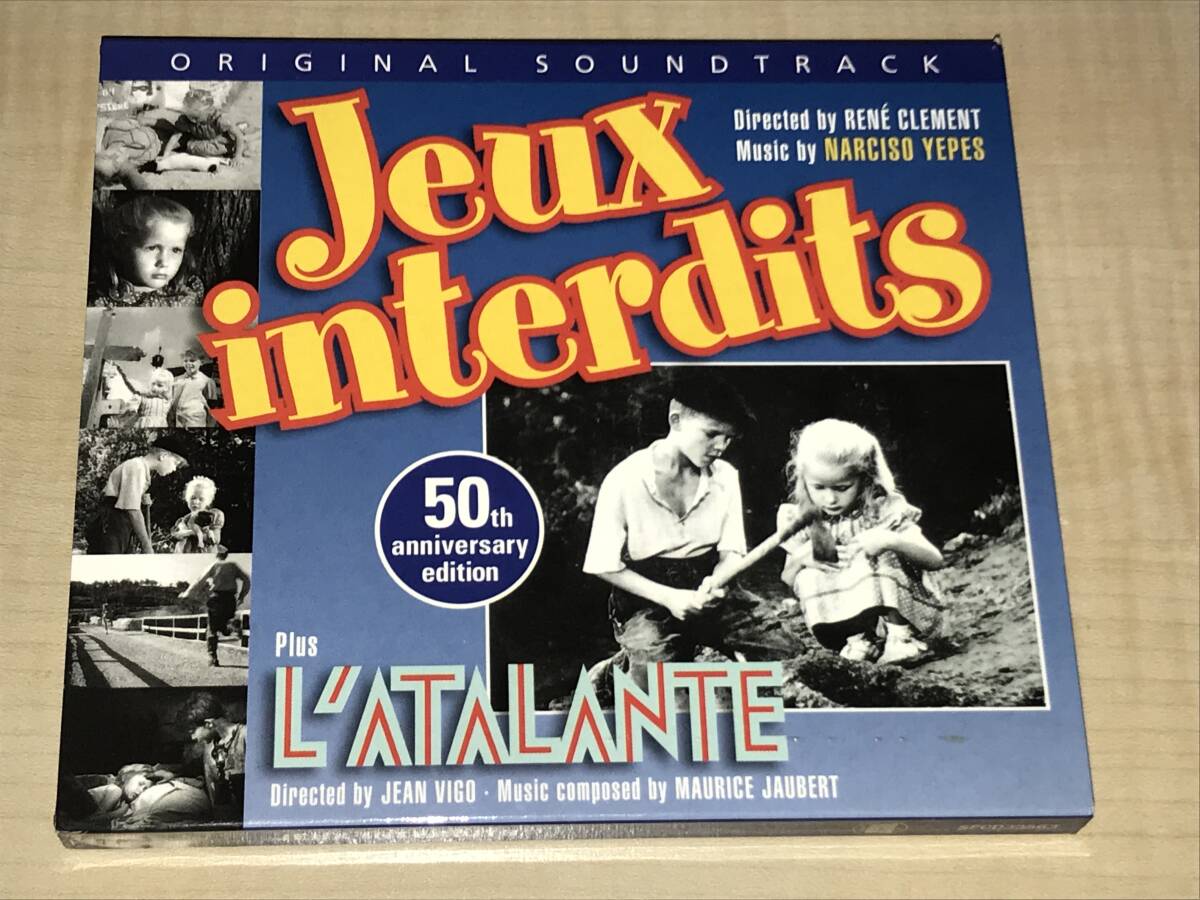 ORIGINAL SOUNDTRACK
Jeux
interdits
Directed by RENÉ CLEMENT
Music by NARCISO YEPES
50th
anniversary
edition
Plus
L'ATALANTE
Directed by JEAN VIGO · Music composed by MAURICE JAUBERT